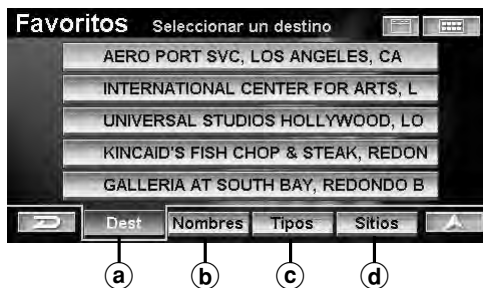 Favoritos Seleccionar un destino
AERO PORT SVC, LOS ANGELES, CA
INTERNATIONAL CENTER FOR ARTS, L
UNIVERSAL STUDIOS HOLLYWOOD, LO
KINCAID'S FISH CHOP & STEAK, REDON
GALLERIA AT SOUTH BAY, REDONDO B
Dest Nombres Tipos Sitios
a b c d